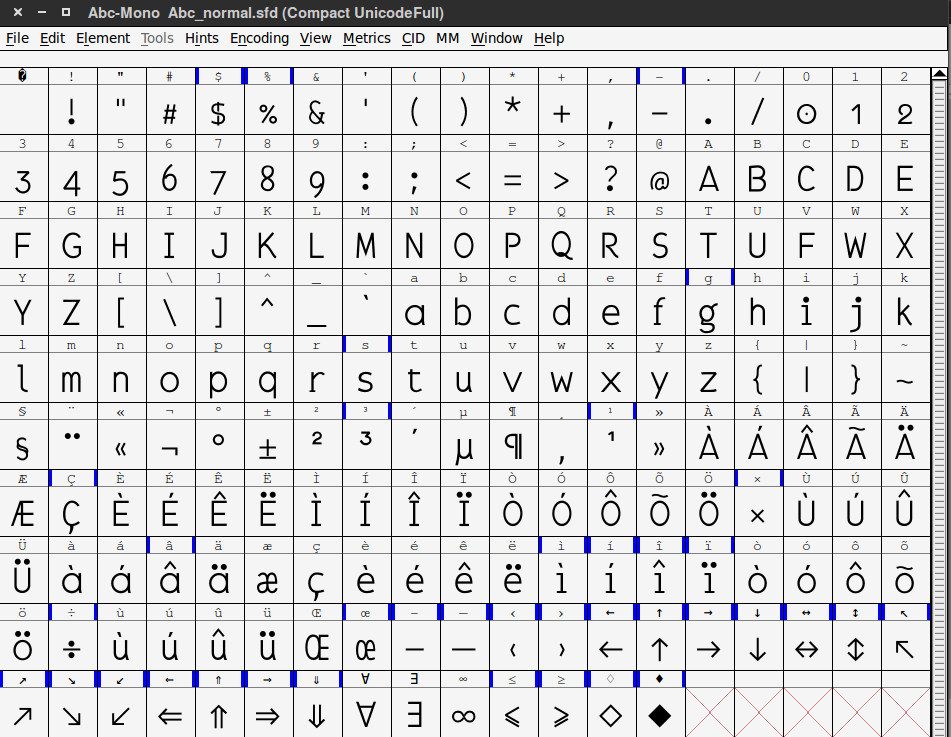 Abc-Mono Abc_normal.sfd (Compact UnicodeFull)
File Edit Element Tools Hints Encoding View Metrics CID MM Window Help
� ! " # $ % & ' ( ) * + , − . / 0 1 2
! " # $ % & ' ( ) * + , − . / ⊙ 1 2
3 4 5 6 7 8 9 : ; < = > ? @ A B C D E
3 4 5 6 7 8 9 : ; < = > ? @ A B C D E
F G H I J K L M N O P Q R S T U V W X
F G H I J K L M N O P Q R S T U F W X
Y Z [ \ ] ^ _ ` a b c d e f g h i j k
Y Z [ \ ] ^ _ ` a b c d e f g h i j k
l m n o p q r s t u v w x y z { | } ~
l m n o p q r s t u v w x y z { | } ~
§ ¨ « ¬ ° ± ² ³ ´ µ ¶ ¸ ¹ » À Á Â Ã Ä
§ ¨ « ¬ ° ± ² ³ ´ µ ¶ , ¹ » À Á Â Ã Ä
Æ Ç È É Ê Ë Ì Í Î Ï Ò Ó Ô Õ Ö × Ù Ú Û
Æ Ç È É Ê Ë Ì Í Î Ï Ò Ó Ô Õ Ö × Ù Ú Û
Ü à á â ä æ ç è é ê ë ì í î ï ò ó ô õ
Ü à á â ä æ ç è é ê ë ì í î ï ò ó ô õ
ö ÷ ù ú û ü Œ œ – — ‹ › ← ↑ → ↓ ↔ ↕ ↖
ö ÷ ù ú û ü Œ œ – — ‹ › ← ↑ → ↓ ↔ ↕ ↖
↗ ↘ ↙ ⇐ ⇑ ⇒ ⇓ ∀ ∃ ∞ ≤ ≥ ♢ ♦
↗ ↘ ↙ ⇐ ⇑ ⇒ ⇓ ∀ ∃ ∞ ⩽ ⩾ ◇ ◆